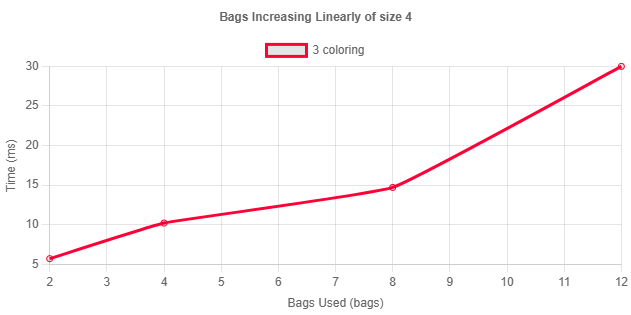 Bags Increasing Linearly of size 4
3 coloring
30
25
20
15
10
5
Time (ms)
2 3 4 5 6 7 8 9 10 11 12
Bags Used (bags)